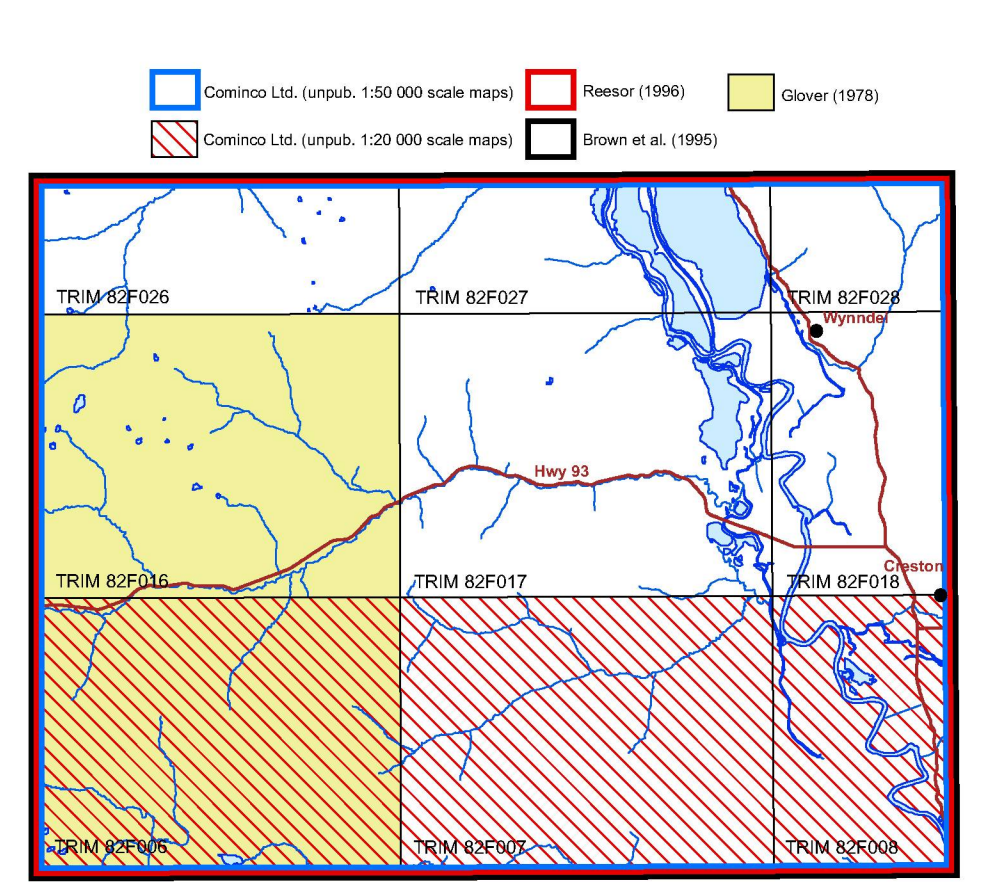 Cominco Ltd. (unpub. 1:50 000 scale maps)
Reesor (1996)
Glover (1978)
Cominco Ltd. (unpub. 1:20 000 scale maps)
Brown et al. (1995)
TRIM 82F026
TRIM 82F027
TRIM 82F028
Wynndel
Hwy 93
Creston
TRIM 82F016
TRIM 82F017
TRIM 82F018
TRIM 82F006
TRIM 82F007
TRIM 82F008